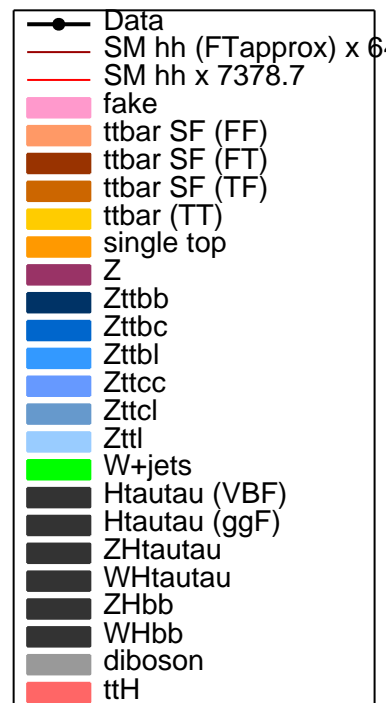 Data
SM hh (FTapprox) x 64
SM hh x 7378.7
fake
ttbar SF (FF)
ttbar SF (FT)
ttbar SF (TF)
ttbar (TT)
single top
Z
Zttbb
Zttbc
Zttbl
Zttcc
Zttcl
Zttl
W+jets
Htautau (VBF)
Htautau (ggF)
ZHtautau
WHtautau
ZHbb
WHbb
diboson
ttH